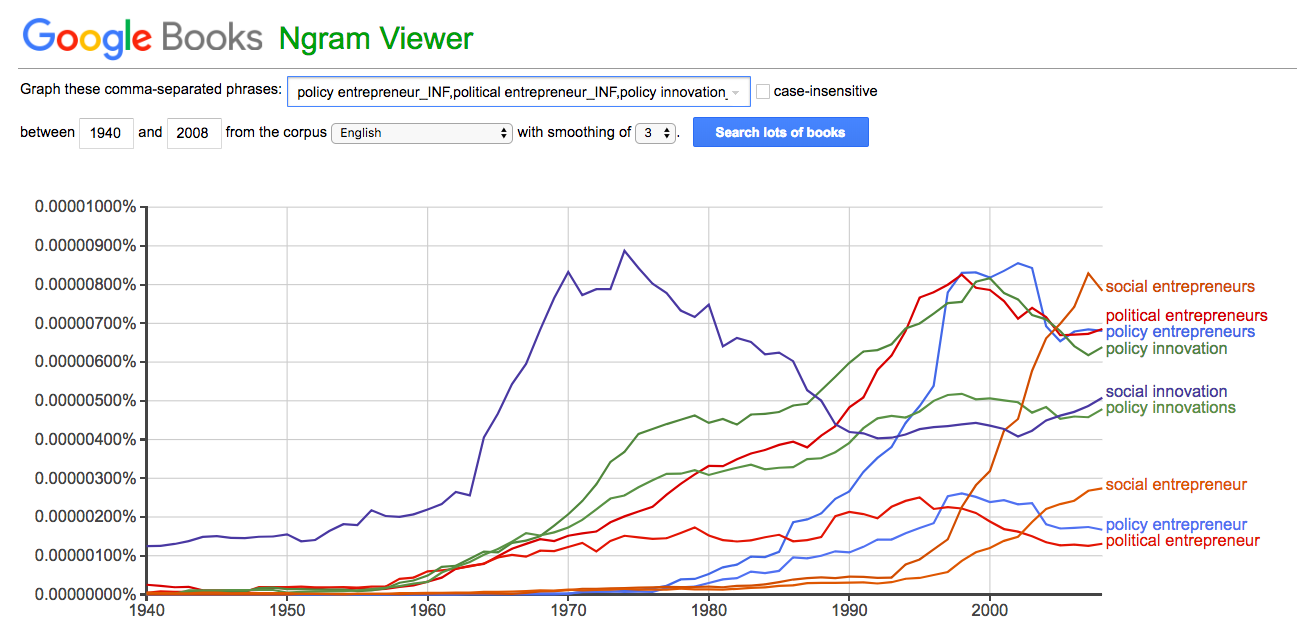 Google Books Ngram Viewer
Graph these comma-separated phrases: policy entrepreneur_INF,political entrepreneur_INF,policy innovation_ case-insensitive
between 1940 and 2008 from the corpus English with smoothing of 3 . Search lots of books
0.00001000%
0.00000900%
0.00000800%
social entrepreneurs
0.00000700%
political entrepreneurs
policy entrepreneurs
policy innovation
0.00000600%
0.00000500%
social innovation
policy innovations
0.00000400%
0.00000300%
social entrepreneur
0.00000200%
policy entrepreneur
political entrepreneur
0.00000100%
0.00000000%
1940 1950 1960 1970 1980 1990 2000